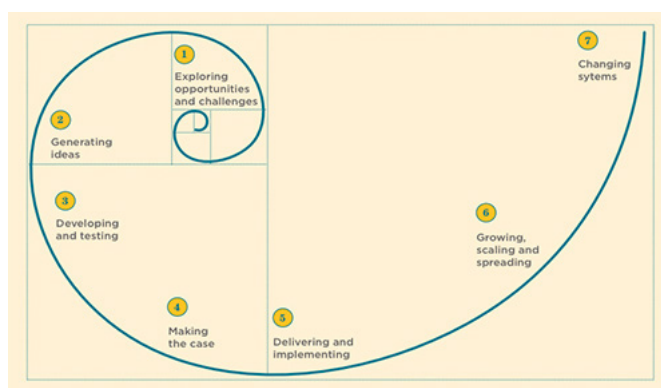 1
Exploring
opportunities
and challenges
2
Generating
ideas
3
Developing
and testing
4
Making
the case
5
Delivering and
implementing
6
Growing,
scaling and
spreading
7
Changing
sytems